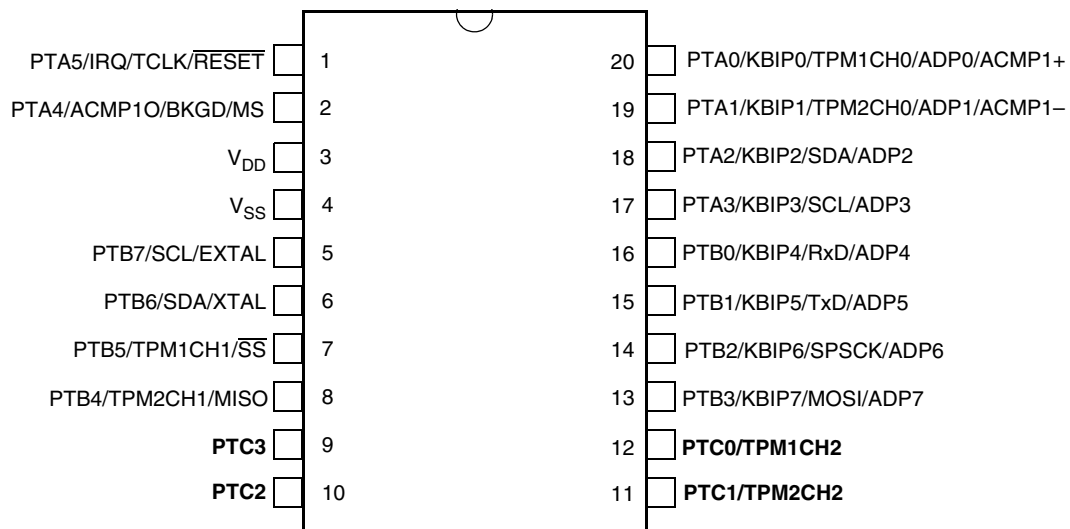 PTA5/IRQ/TCLK/RESET 1 20 PTA0/KBIP0/TPM1CH0/ADP0/ACMP1+
PTA4/ACMP1O/BKGD/MS 2 19 PTA1/KBIP1/TPM2CH0/ADP1/ACMP1–
VDD 3 18 PTA2/KBIP2/SDA/ADP2
VSS 4 17 PTA3/KBIP3/SCL/ADP3
PTB7/SCL/EXTAL 5 16 PTB0/KBIP4/RxD/ADP4
PTB6/SDA/XTAL 6 15 PTB1/KBIP5/TxD/ADP5
PTB5/TPM1CH1/SS 7 14 PTB2/KBIP6/SPSCK/ADP6
PTB4/TPM2CH1/MISO 8 13 PTB3/KBIP7/MOSI/ADP7
PTC3 9 12 PTC0/TPM1CH2
PTC2 10 11 PTC1/TPM2CH2